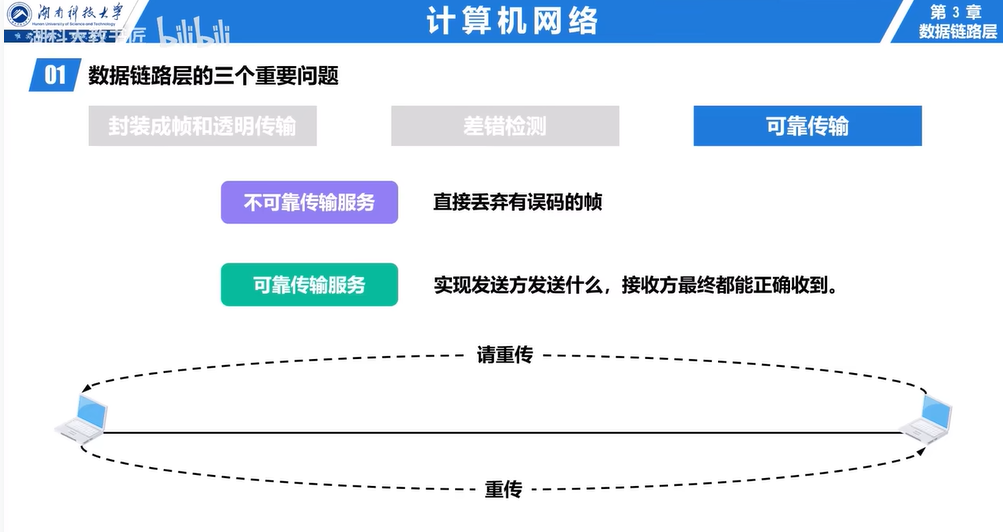 湖南科技大学
Hunan University of Science and Technology
湖科大教书匠 bilibili
计算机网络
第 3 章
数据链路层
01 数据链路层的三个重要问题
封装成帧和透明传输 差错检测 可靠传输
不可靠传输服务 直接丢弃有误码的帧
可靠传输服务 实现发送方发送什么，接收方最终都能正确收到。
请重传
重传